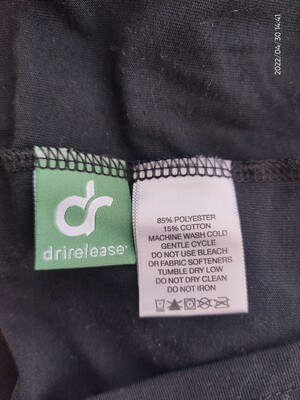 2022/04/30 14:41
dr
drirelease®
85% POLYESTER
15% COTTON
MACHINE WASH COLD
GENTLE CYCLE
DO NOT USE BLEACH
OR FABRIC SOFTENERS
TUMBLE DRY LOW
DO NOT DRY CLEAN
DO NOT IRON